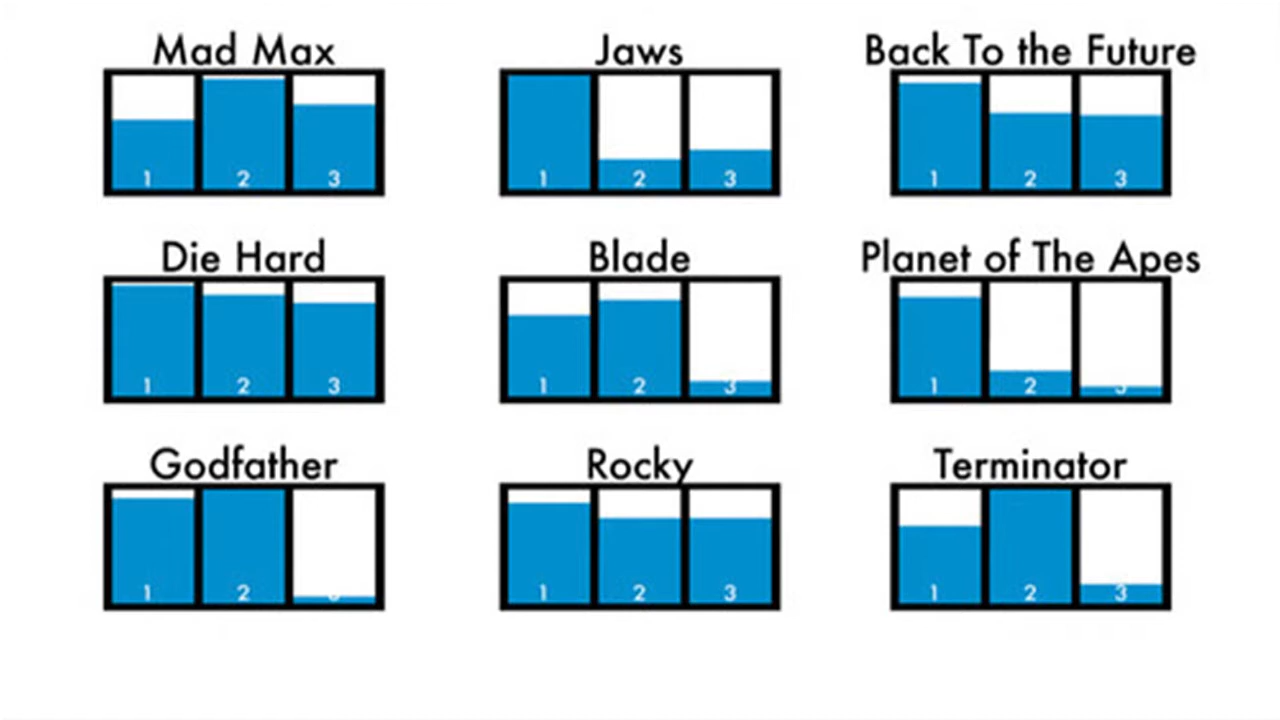 Mad Max
Jaws
Back To the Future
1 2 3
1 2 3
1 2 3
Die Hard
Blade
Planet of The Apes
1 2 3
1 2 3
1 2 3
Godfather
Rocky
Terminator
1 2
1 2 3
1 2 3